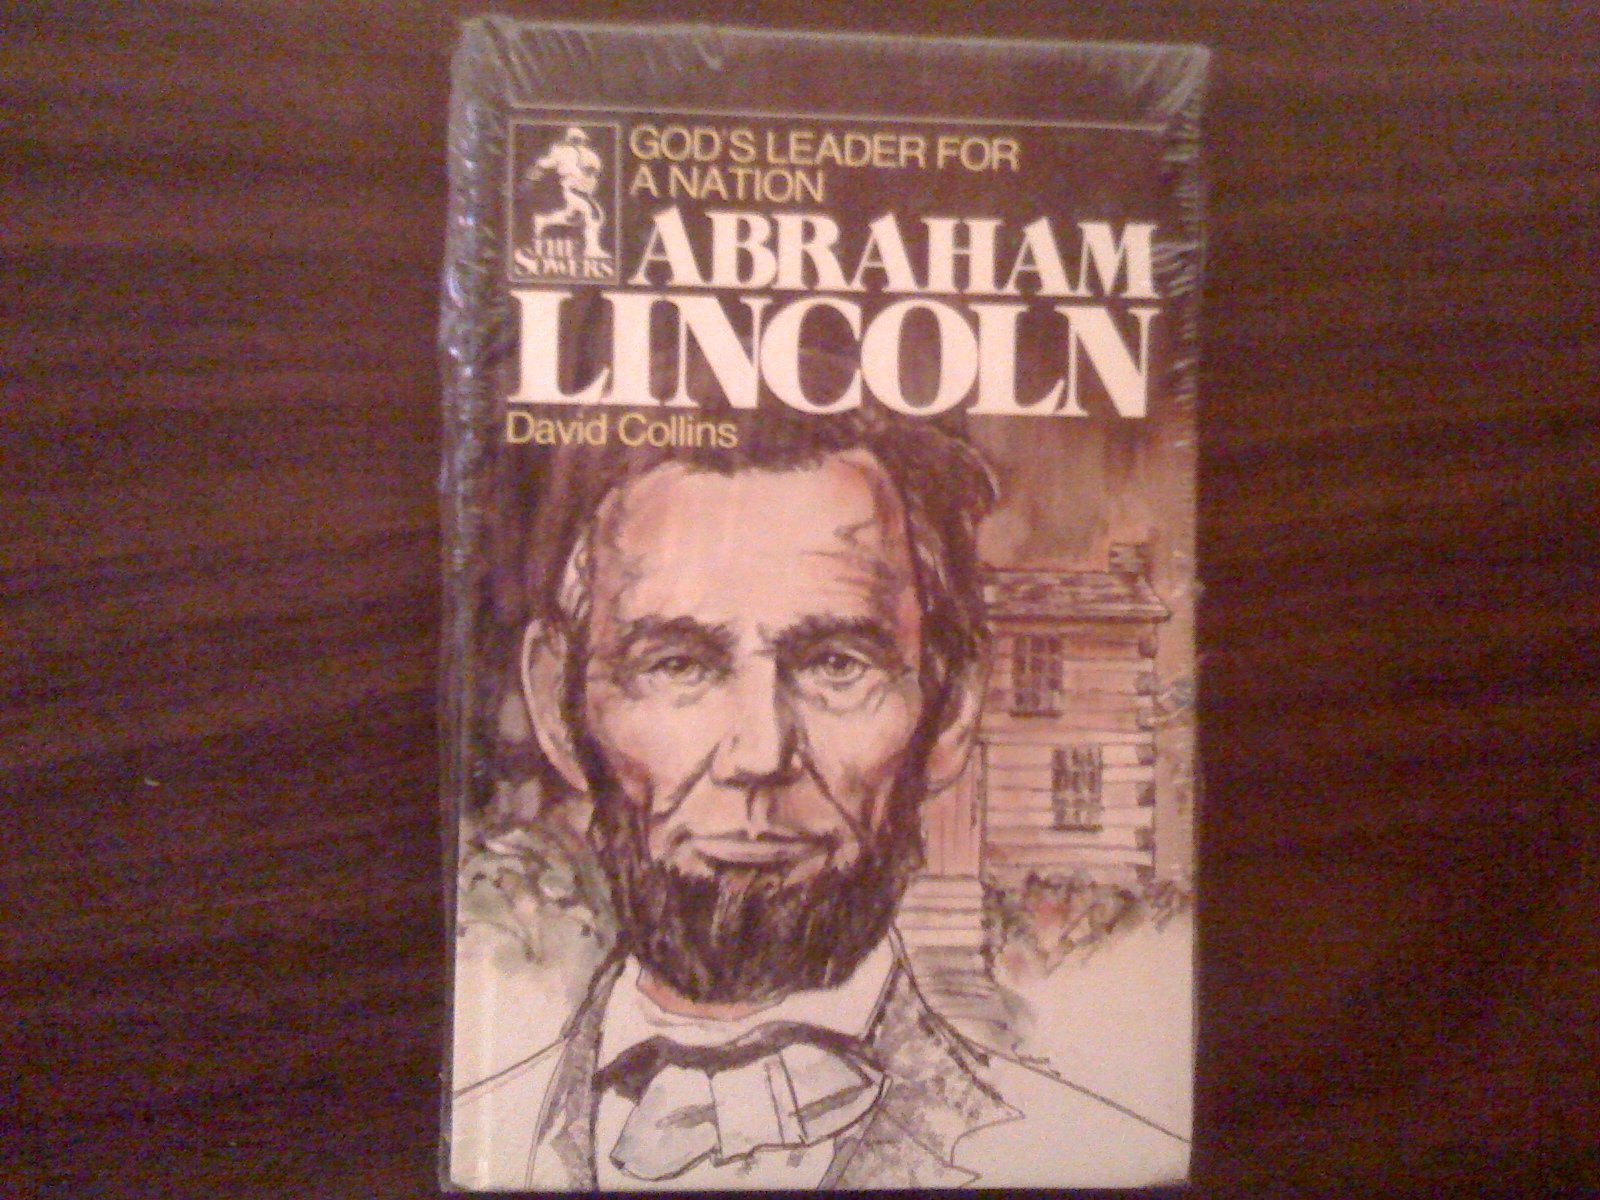 GOD'S LEADER FOR
A NATION
THE
SOWERS
ABRAHAM
LINCOLN
David Collins